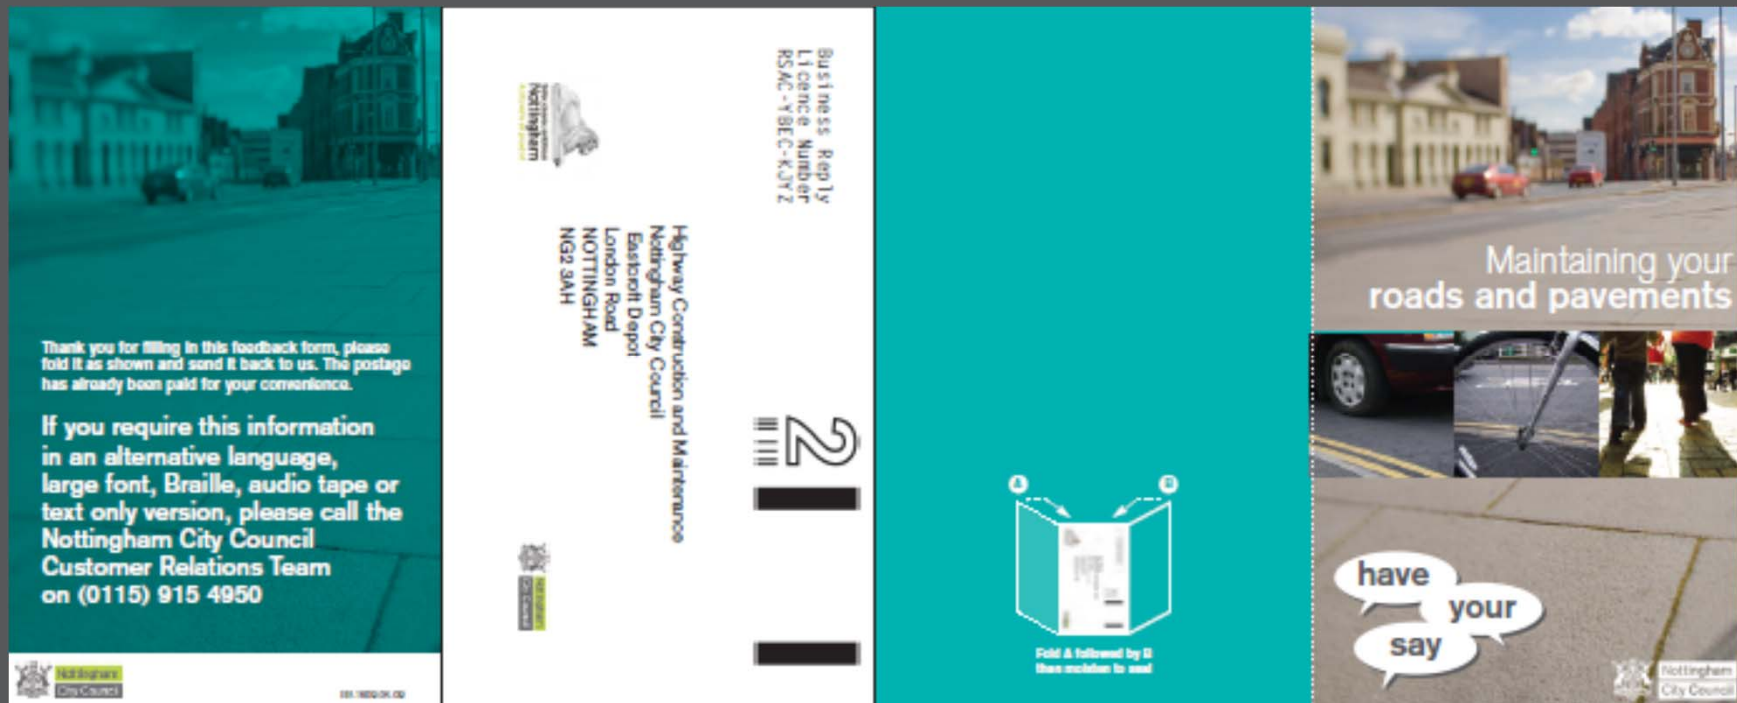 Thank you for filling in this feedback form, please
fold it as shown and send it back to us. The postage
has already been paid for your convenience.
If you require this information
in an alternative language,
large font, Braille, audio tape or
text only version, please call the
Nottingham City Council
Customer Relations Team
on (0115) 915 4950
Nottingham
City Council
Business Reply
Licence Number
RSAC-YBEC-KJYZ
2
Nottingham
Highway Construction and Maintenance
Nottingham City Council
Eastcroft Depot
London Road
NOTTINGHAM
NG2 3AH
Nottingham
City Council
A
B
Fold A followed by B
then moisten to seal
Maintaining your
roads and pavements
have
your
say
Nottingham
City Council